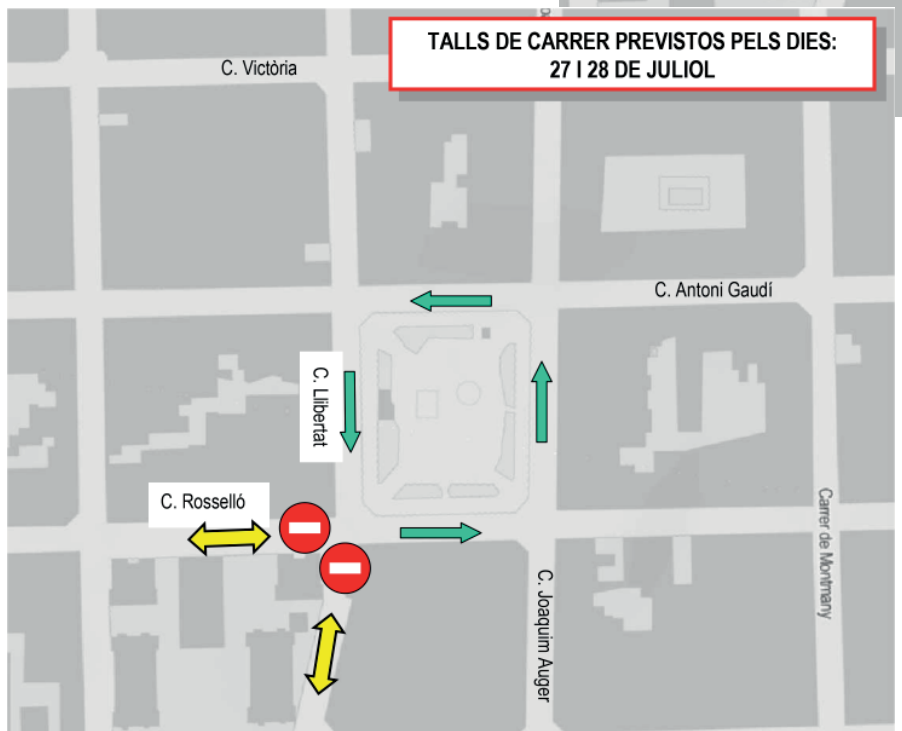 TALLS DE CARRER PREVISTOS PELS DIES:
27 I 28 DE JULIOL
C. Victòria
C. Antoni Gaudí
C. Llibertat
C. Rosselló
C. Joaquim Auger
Carrer de Montmany